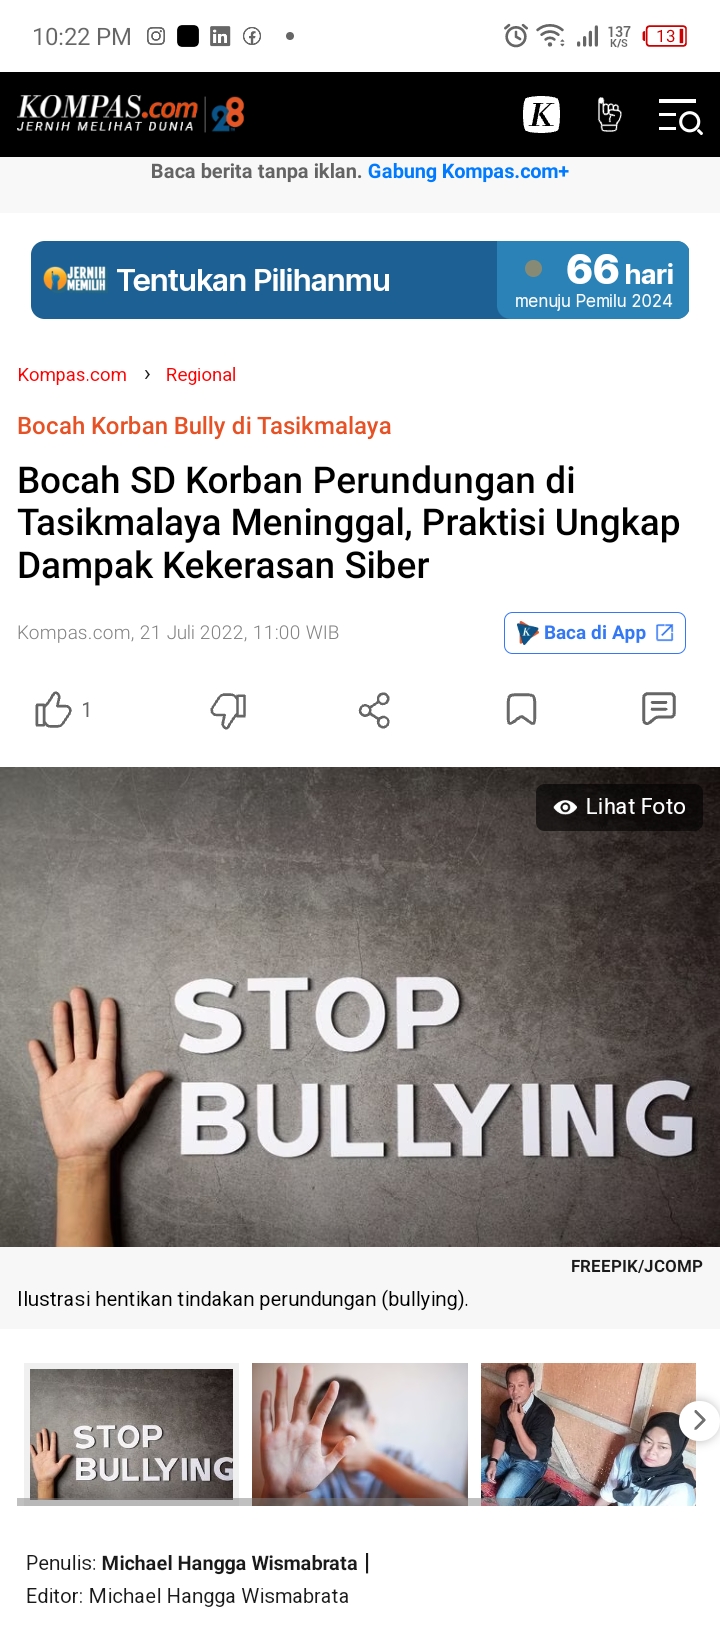 10:22 PM
137
K/S
13
KOMPAS.com
JERNIH MELIHAT DUNIA
28
K
Baca berita tanpa iklan. Gabung Kompas.com+
JERNIH
MEMILIH
Tentukan Pilihanmu
66 hari
menuju Pemilu 2024
Kompas.com › Regional
Bocah Korban Bully di Tasikmalaya
Bocah SD Korban Perundungan di
Tasikmalaya Meninggal, Praktisi Ungkap
Dampak Kekerasan Siber
Kompas.com, 21 Juli 2022, 11:00 WIB
K
Baca di App
1
Lihat Foto
STOP
BULLYING
FREEPIK/JCOMP
Ilustrasi hentikan tindakan perundungan (bullying).
STOP
BULLYING
Penulis: Michael Hangga Wismabrata |
Editor: Michael Hangga Wismabrata